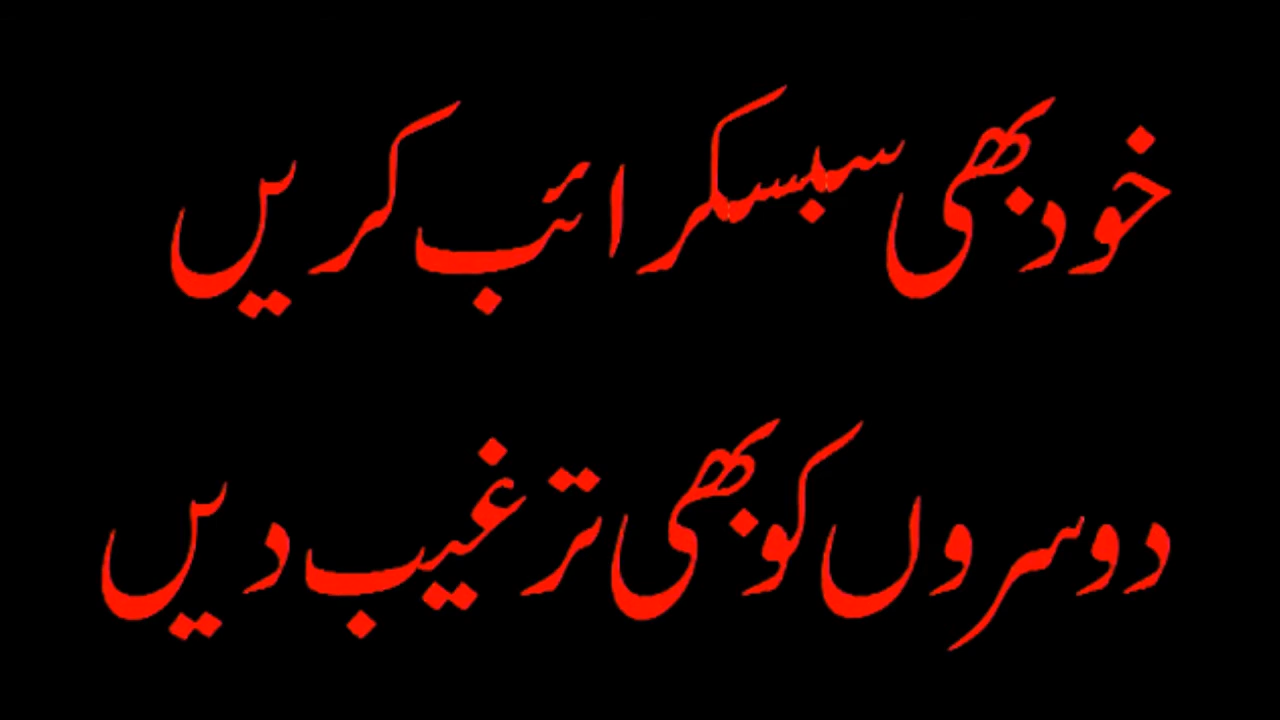 خود بھی سبسکرائب کریں
دوسروں کو بھی ترغیب دیں